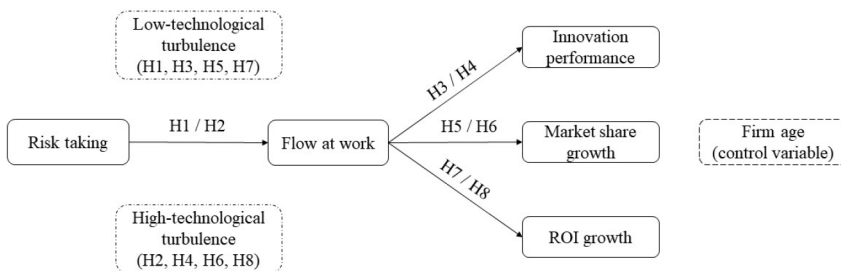 Low-technological
turbulence
(H1, H3, H5, H7)
Innovation
performance
H3 / H4
Risk taking
H1 / H2
Flow at work
H5 / H6
Market share
growth
Firm age
(control variable)
H7 / H8
High-technological
turbulence
(H2, H4, H6, H8)
ROI growth